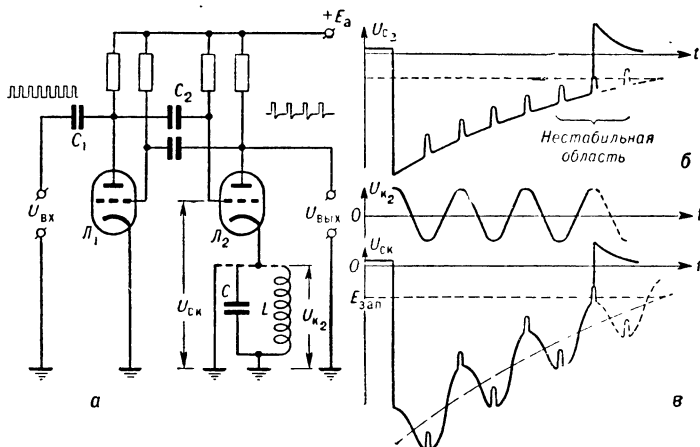 + Eа
C₁
C₂
Uвх
Л₁
Л₂
Uвых
Uск
C
L
Uк₂
а
Uс₂
t
Нестабильная
область
б
Uк₂
0
t
Uск
0
t
Eзап
в